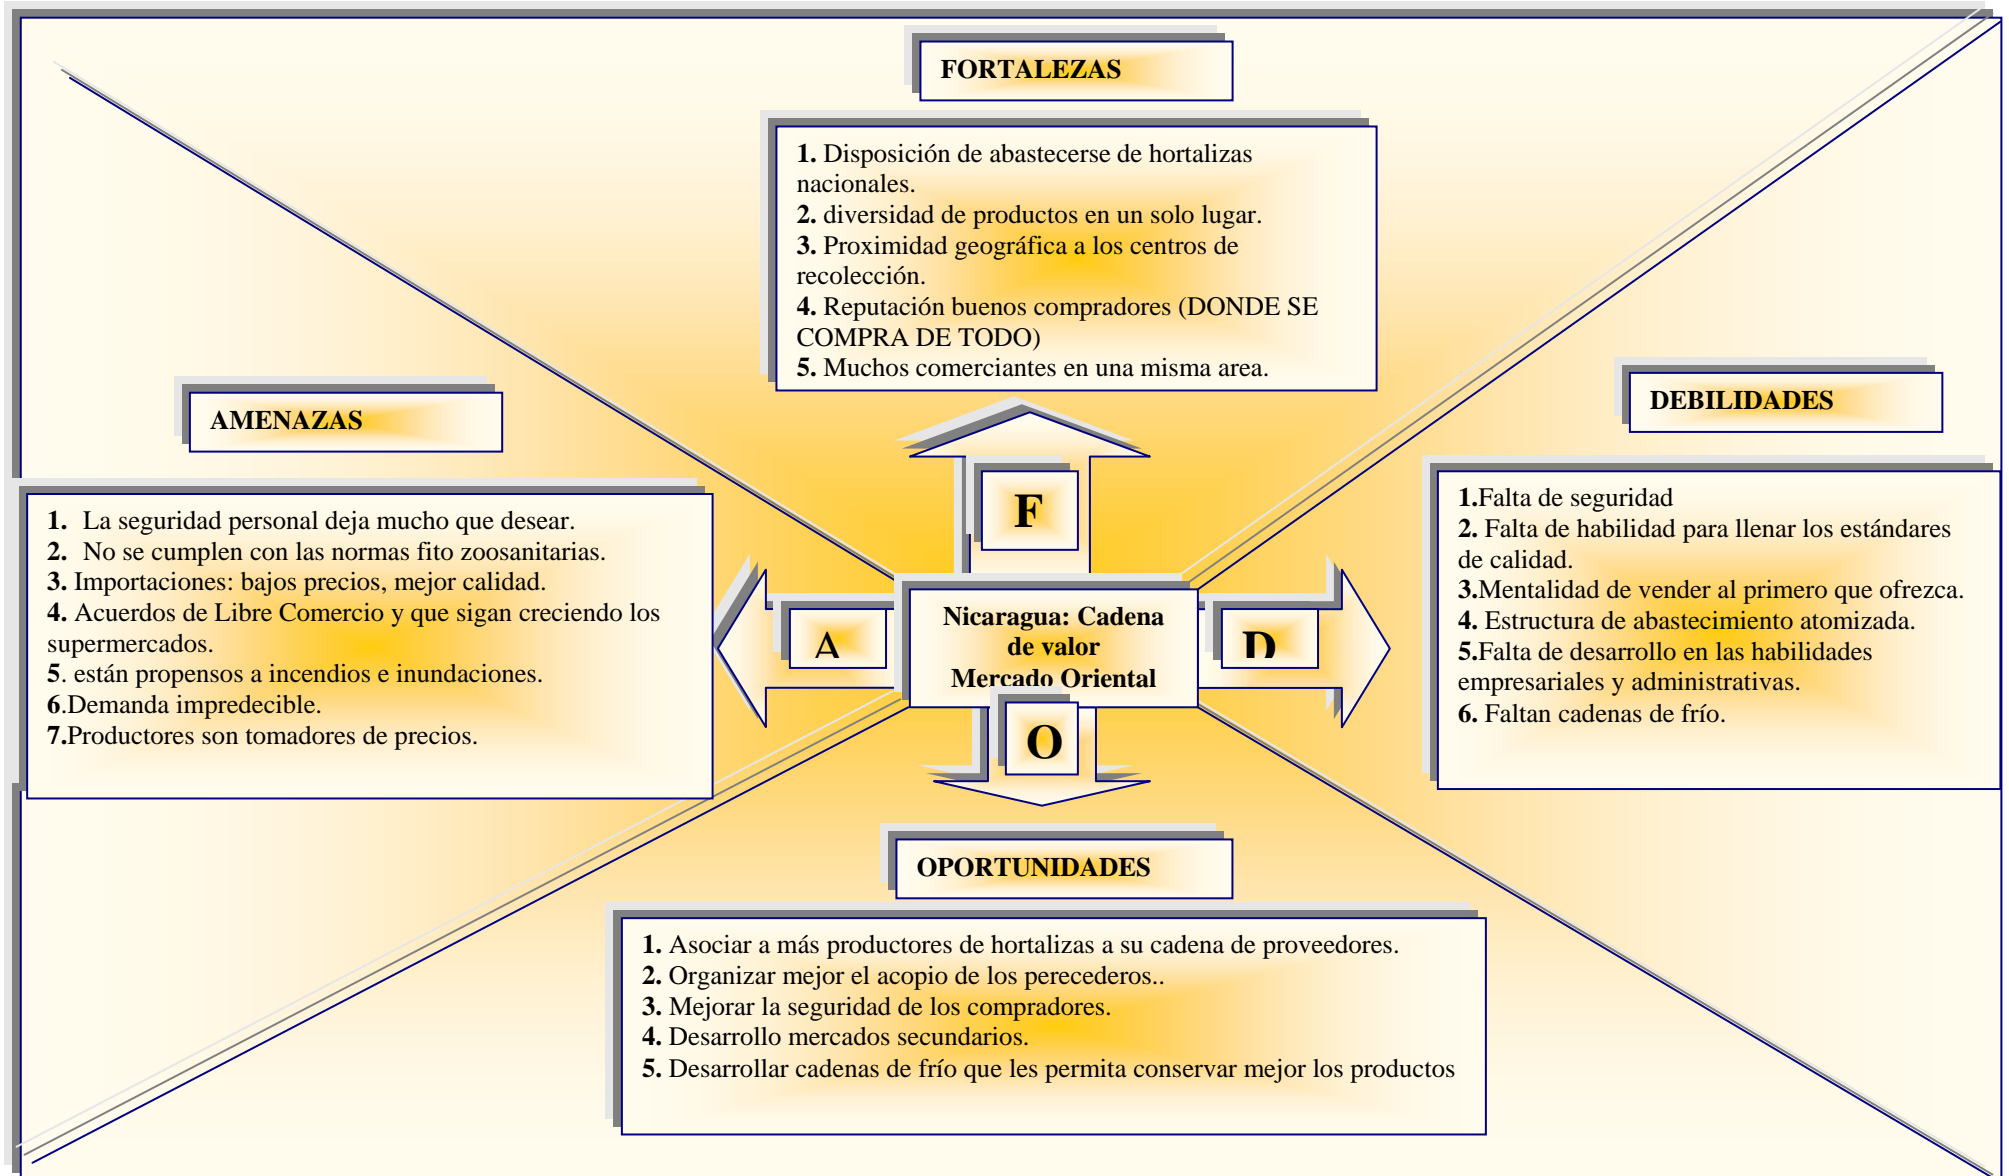 FORTALEZAS
1. Disposición de abastecerse de hortalizas
nacionales.
2. diversidad de productos en un solo lugar.
3. Proximidad geográfica a los centros de
recolección.
4. Reputación buenos compradores (DONDE SE
COMPRA DE TODO)
5. Muchos comerciantes en una misma area.
AMENAZAS
1. La seguridad personal deja mucho que desear.
2. No se cumplen con las normas fito zoosanitarias.
3. Importaciones: bajos precios, mejor calidad.
4. Acuerdos de Libre Comercio y que sigan creciendo los
supermercados.
5. están propensos a incendios e inundaciones.
6.Demanda impredecible.
7.Productores son tomadores de precios.
F
A
Nicaragua: Cadena
de valor
Mercado Oriental
D
O
DEBILIDADES
1.Falta de seguridad
2. Falta de habilidad para llenar los estándares
de calidad.
3.Mentalidad de vender al primero que ofrezca.
4. Estructura de abastecimiento atomizada.
5.Falta de desarrollo en las habilidades
empresariales y administrativas.
6. Faltan cadenas de frío.
OPORTUNIDADES
1. Asociar a más productores de hortalizas a su cadena de proveedores.
2. Organizar mejor el acopio de los perecederos..
3. Mejorar la seguridad de los compradores.
4. Desarrollo mercados secundarios.
5. Desarrollar cadenas de frío que les permita conservar mejor los productos